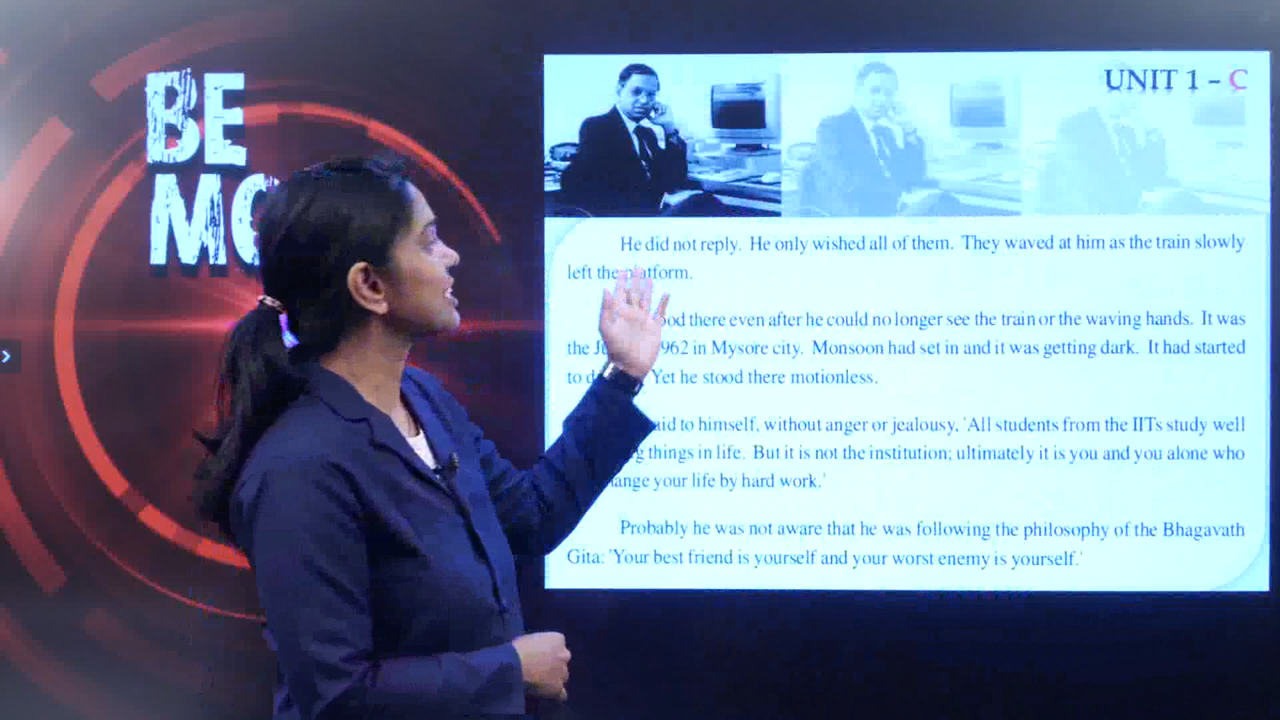 BE
MO
UNIT 1 – C
He did not reply. He only wished all of them. They waved at him as the train slowly
left the platform.
there even after he could no longer see the train or the waving hands. It was
the 962 in Mysore city. Monsoon had set in and it was getting dark. It had started
to Yet he stood there motionless.
to himself, without anger or jealousy, 'All students from the IITs study well
things in life. But it is not the institution; ultimately it is you and you alone who
your life by hard work.'
Probably he was not aware that he was following the philosophy of the Bhagavath
Gita: 'Your best friend is yourself and your worst enemy is yourself.'